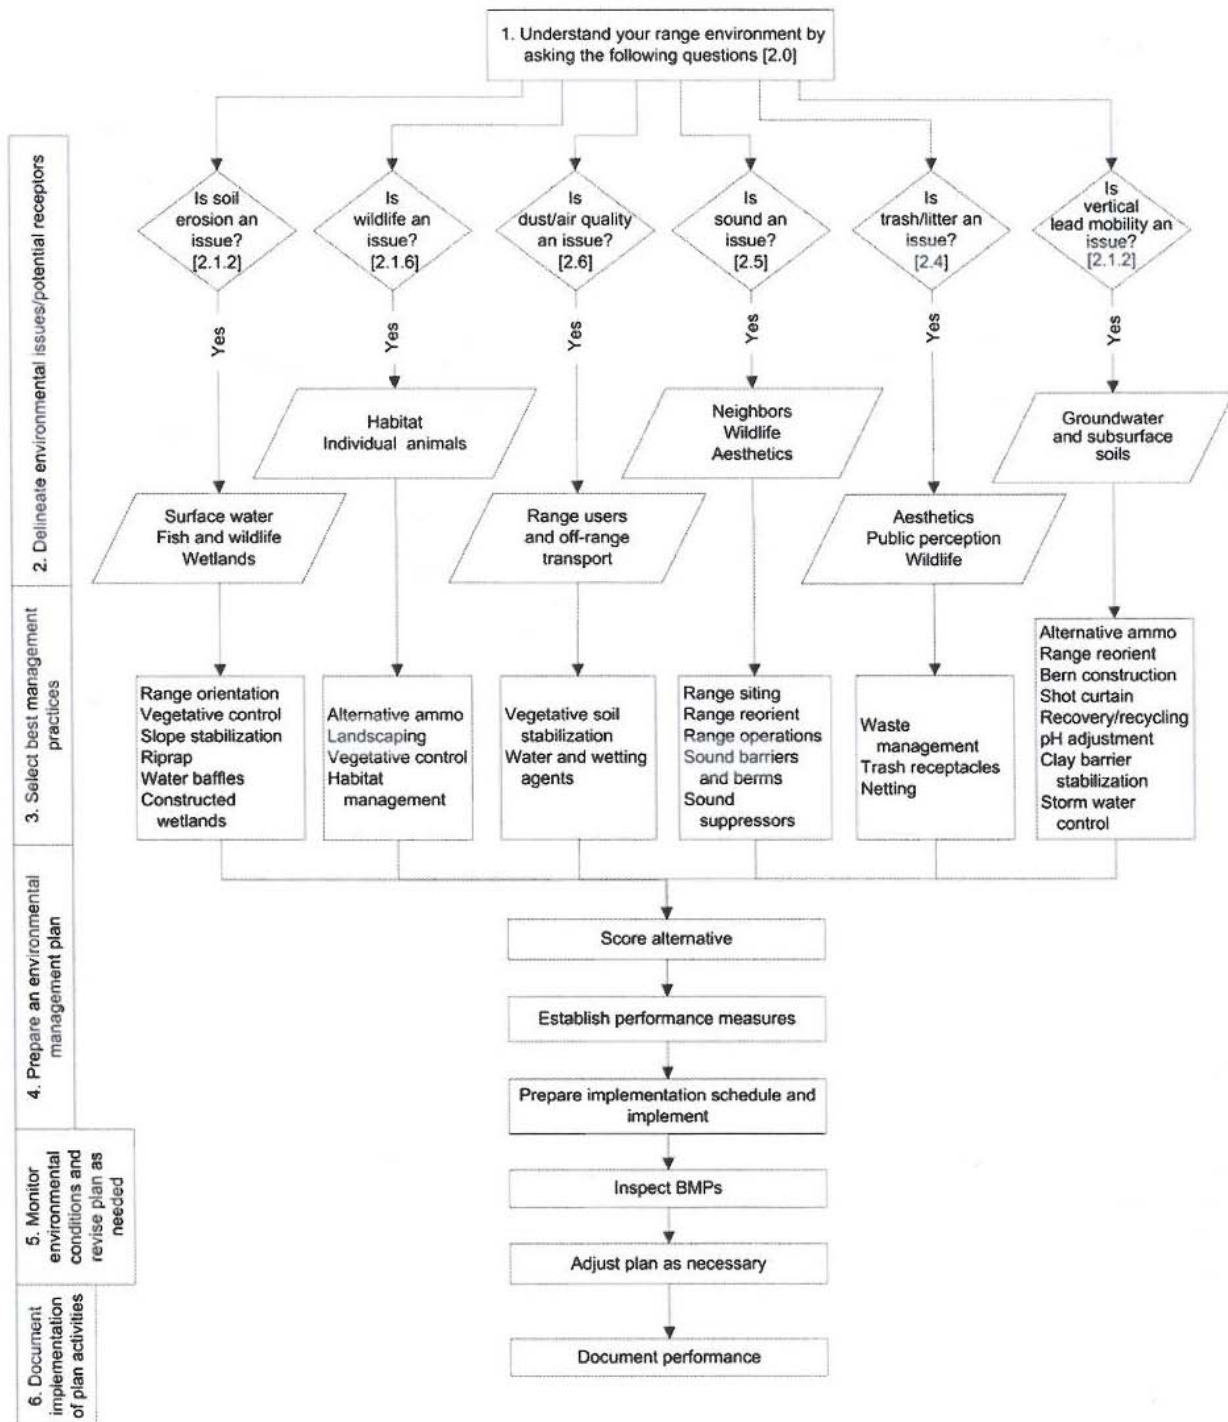 1. Understand your range environment by
asking the following questions [2.0]
2. Delineate environmental issues/potential receptors
Is soil
erosion an
issue?
[2.1.2]
Is
wildlife an
issue?
[2.1.6]
Is
dust/air quality
an issue?
[2.6]
Is
sound an
issue?
[2.5]
Is
trash/litter an
issue?
[2.4]
Is
vertical
lead mobility an
issue?
[2.1.2]
Yes
Yes
Yes
Yes
Yes
Yes
Habitat
Individual animals
Neighbors
Wildlife
Aesthetics
Groundwater
and subsurface
soils
Surface water
Fish and wildlife
Wetlands
Range users
and off-range
transport
Aesthetics
Public perception
Wildlife
3. Select best management
practices
Range orientation
Vegetative control
Slope stabilization
Riprap
Water baffles
Constructed
wetlands
Alternative ammo
Landscaping
Vegetative control
Habitat
management
Vegetative soil
stabilization
Water and wetting
agents
Range siting
Range reorient
Range operations
Sound barriers
and berms
Sound
suppressors
Waste
management
Trash receptacles
Netting
Alternative ammo
Range reorient
Bern construction
Shot curtain
Recovery/recycling
pH adjustment
Clay barrier
stabilization
Storm water
control
4. Prepare an environmental
management plan
Score alternative
Establish performance measures
Prepare implementation schedule and
implement
5. Monitor
environmental
conditions and
revise plan as
needed
Inspect BMPs
Adjust plan as necessary
6. Document
implementation
of plan activities
Document performance